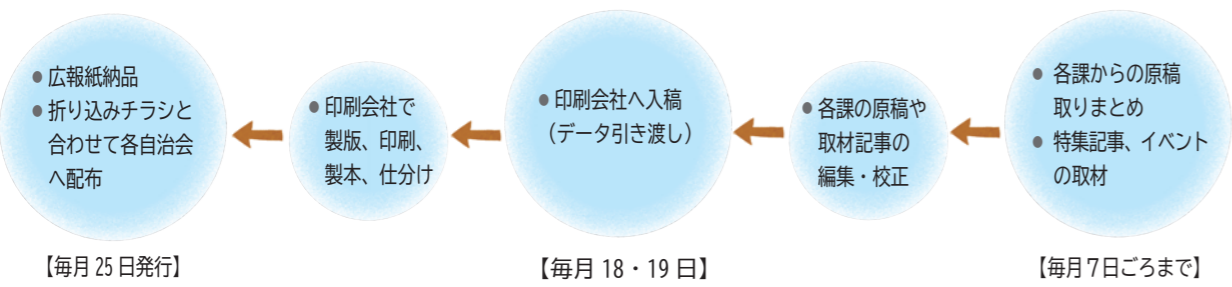 ● 各課からの原稿
取りまとめ
● 特集記事、イベント
の取材
【毎月７日ごろまで】
● 各課の原稿や
取材記事の
編集・校正
● 印刷会社へ入稿
（データ引き渡し）
【毎月 18・19 日】
● 印刷会社で
製版、印刷、
製本、仕分け
● 広報紙納品
● 折り込みチラシと
合わせて各自治会
へ配布
【毎月 25 日発行】